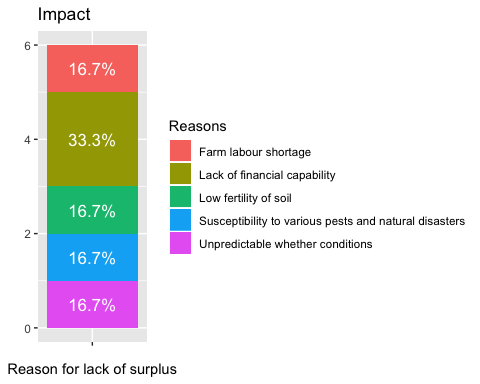 Impact
6
4
2
0
16.7%
33.3%
16.7%
16.7%
16.7%
Reason for lack of surplus
Reasons
Farm labour shortage
Lack of financial capability
Low fertility of soil
Susceptibility to various pests and natural disasters
Unpredictable whether conditions